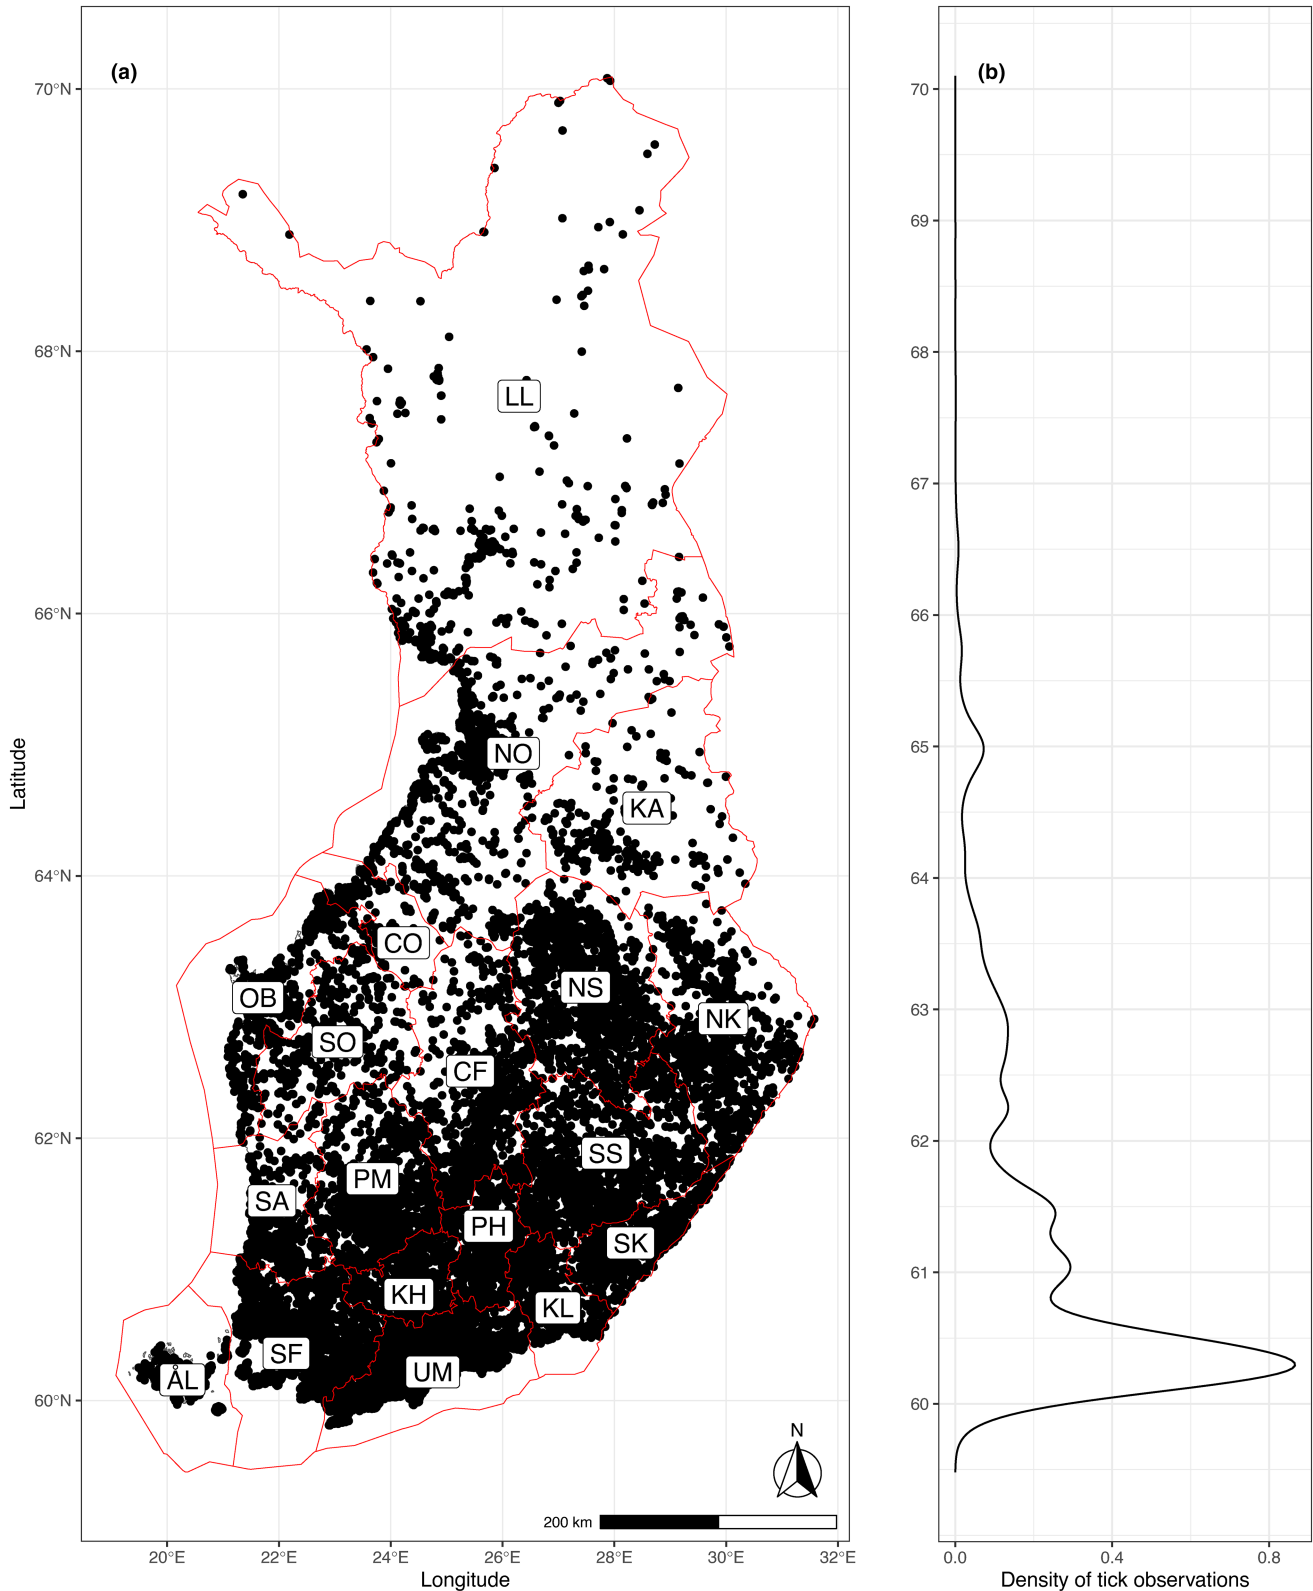 (a)
(b)
70°N
68°N
66°N
64°N
62°N
60°N
Latitude
LL
NO
KA
CO
OB
NS
NK
SO
CF
SS
PM
SA
PH
SK
KH
KL
SF
UM
ÅL
N
200 km
20°E
22°E
24°E
26°E
28°E
30°E
32°E
Longitude
70
69
68
67
66
65
64
63
62
61
60
0.0
0.4
0.8
Density of tick observations